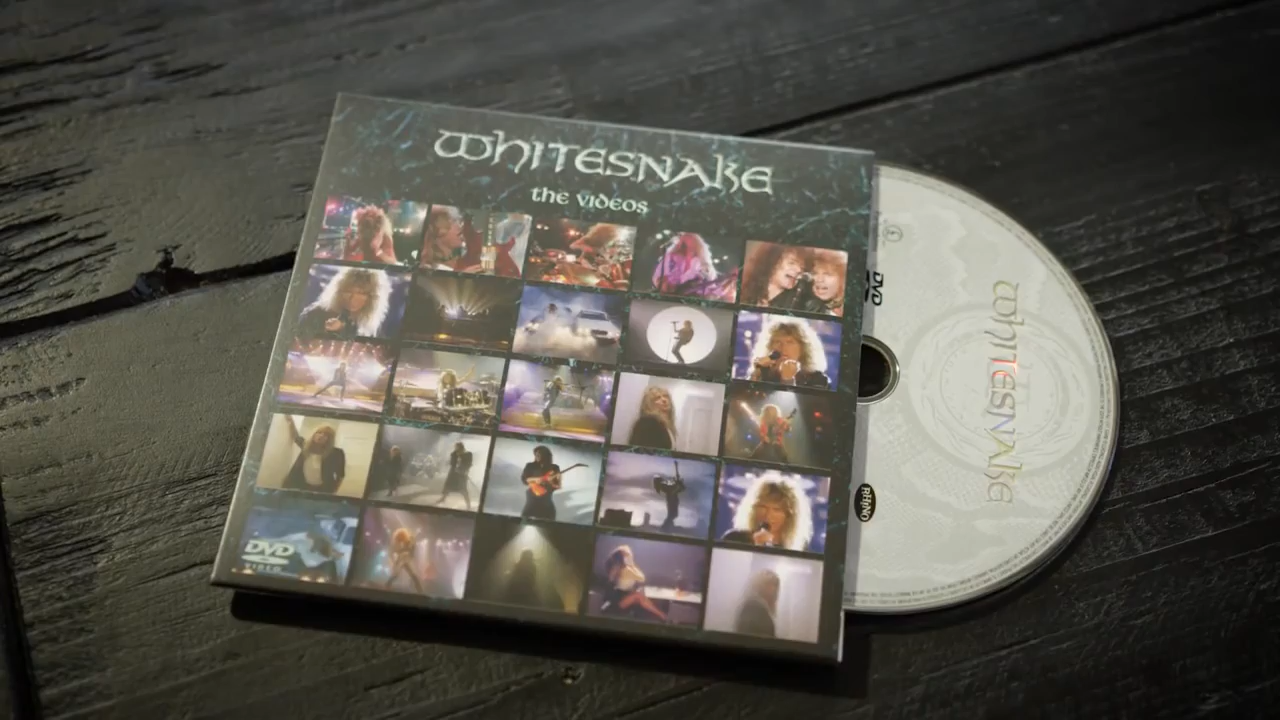 WHITESNAKE
the videos
DVD
VIDEO
DVD
WHITESNAKE
RHINO